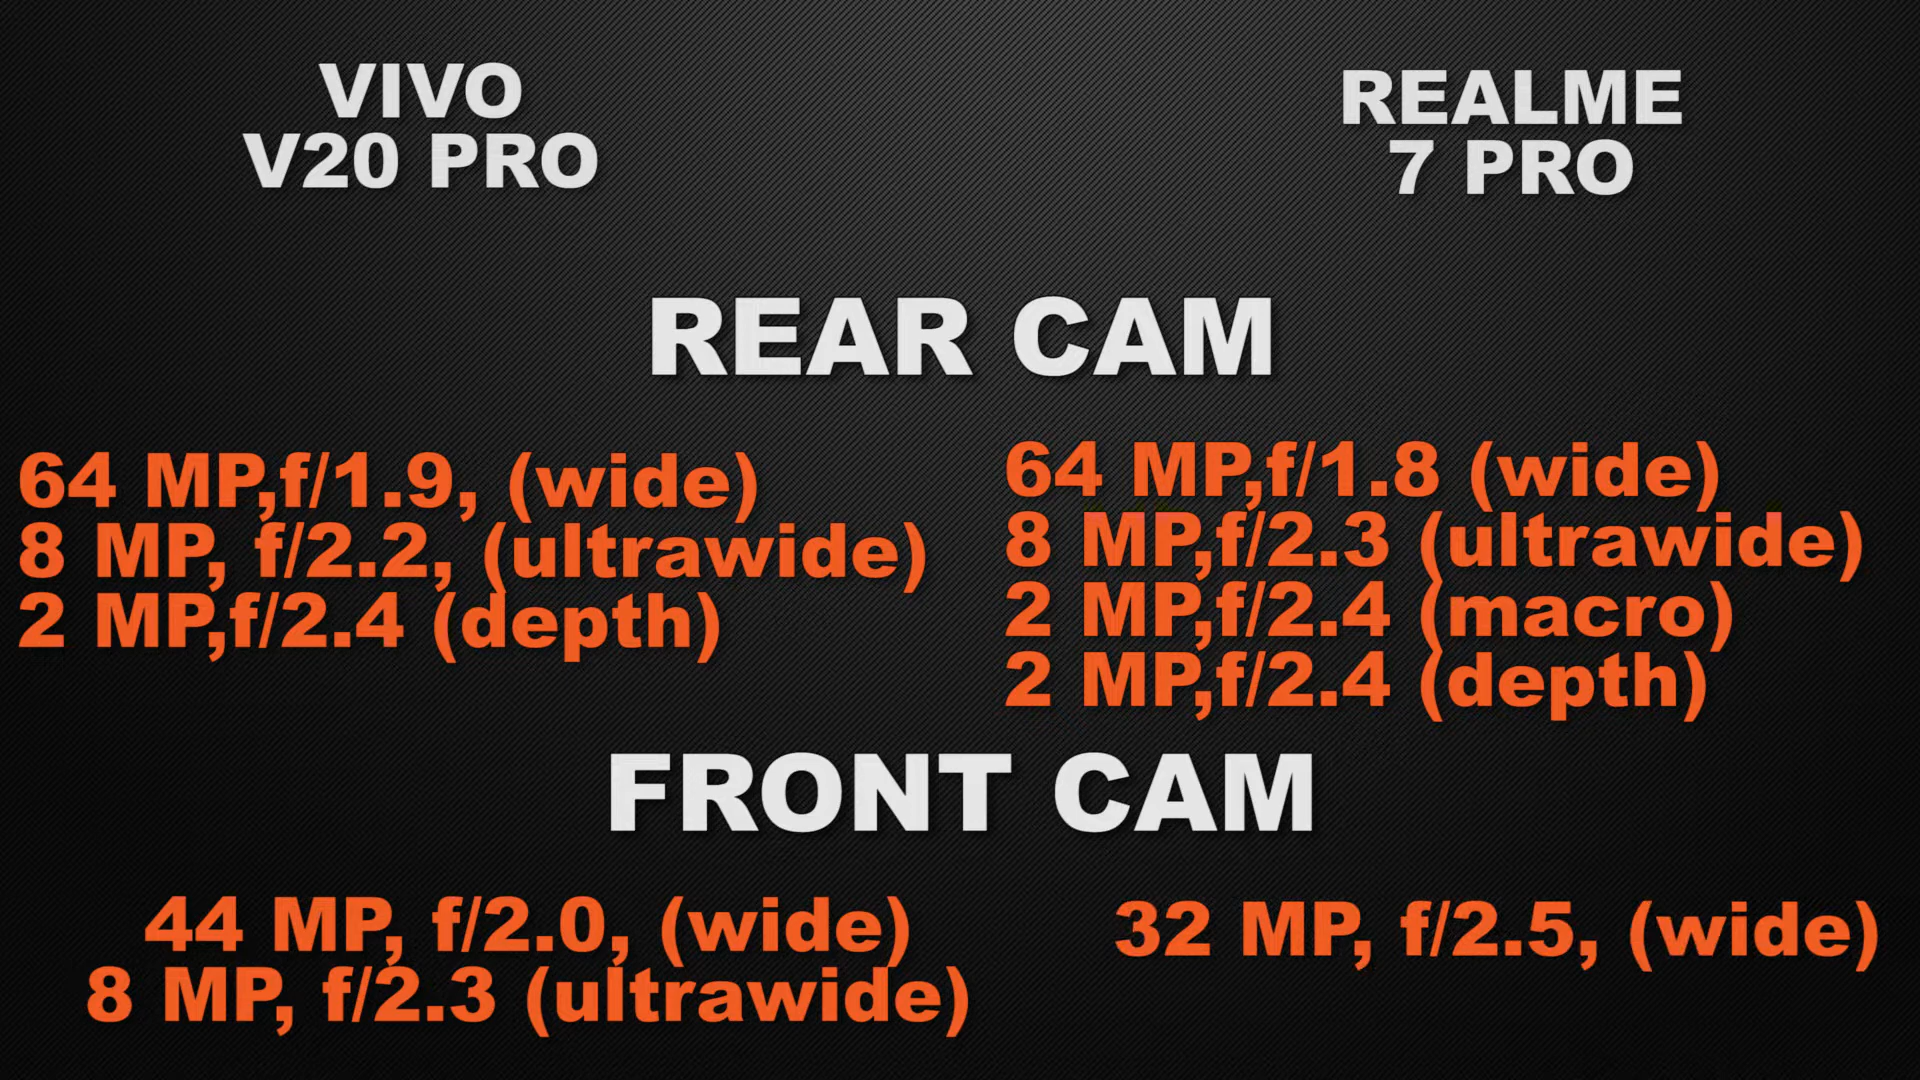 VIVO
V20 PRO
REALME
7 PRO
REAR CAM
64 MP,f/1.9, (wide)
8 MP, f/2.2, (ultrawide)
2 MP,f/2.4 (depth)
64 MP,f/1.8 (wide)
8 MP,f/2.3 (ultrawide)
2 MP,f/2.4 (macro)
2 MP,f/2.4 (depth)
FRONT CAM
44 MP, f/2.0, (wide)
8 MP, f/2.3 (ultrawide)
32 MP, f/2.5, (wide)